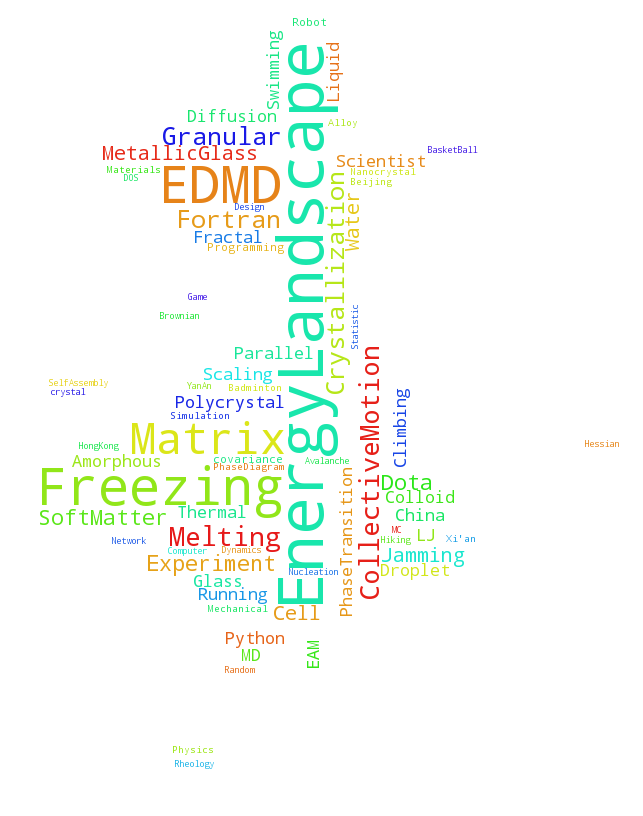 Robot
Swimming
Liquid
EnergyLandscape
Diffusion
Alloy
Granular
MetallicGlass
BasketBall
Scientist
Materials
Nanocrystal
DOS
Beijing
EDMD
Crystallization
Water
Design
Fortran
Fractal
Programming
Game
Brownian
Statistic
Parallel
CollectiveMotion
Scaling
SelfAssembly
YanAn
Badminton
crystal
Climbing
Polycrystal
Simulation
Matrix
HongKong
Hessian
Amorphous
covariance
Avalanche
PhaseDiagram
PhaseTransition
Freezing
Dota
Colloid
SoftMatter
Thermal
China
MC
Melting
LJ
Network
Hiking
Xi'an
Computer
Dynamics
Jamming
Experiment
Nucleation
Droplet
Glass
Running
Mechanical
Cell
Python
EAM
MD
Random
Physics
Rheology